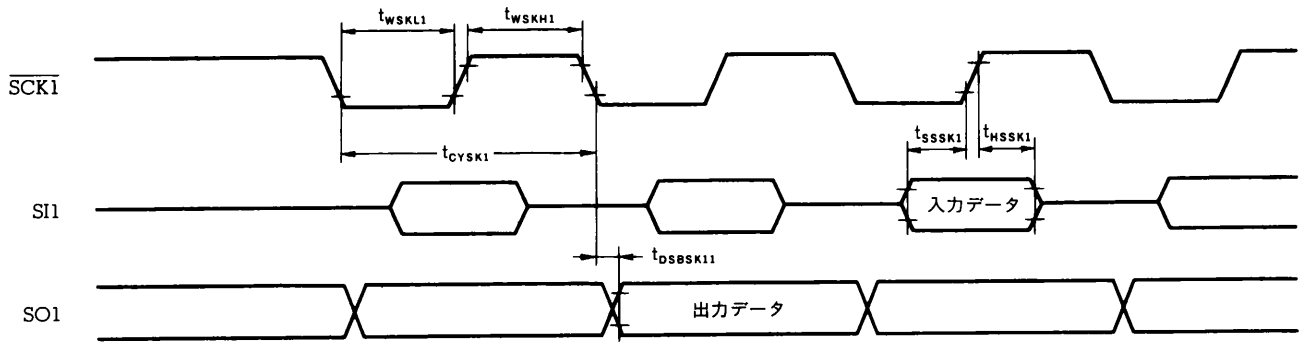 tWSKL1
tWSKH1
SCK1
tSSSK1
tHSSK1
tCYSK1
SI1
入力データ
tDSBSK11
SO1
出力データ